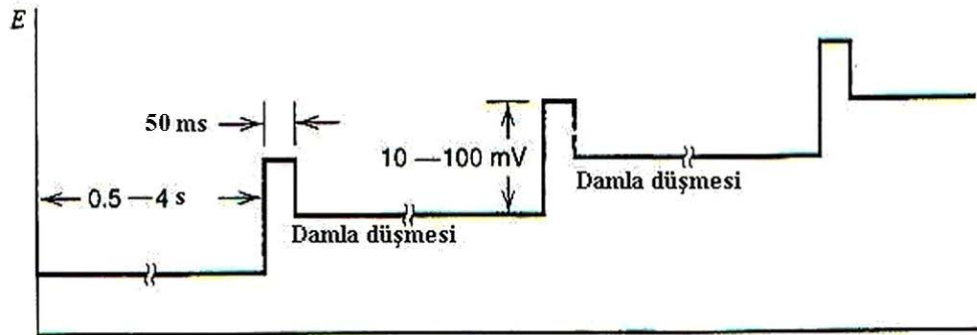 E
50 ms
10 — 100 mV
0.5 — 4 s
Damla düşmesi
Damla düşmesi